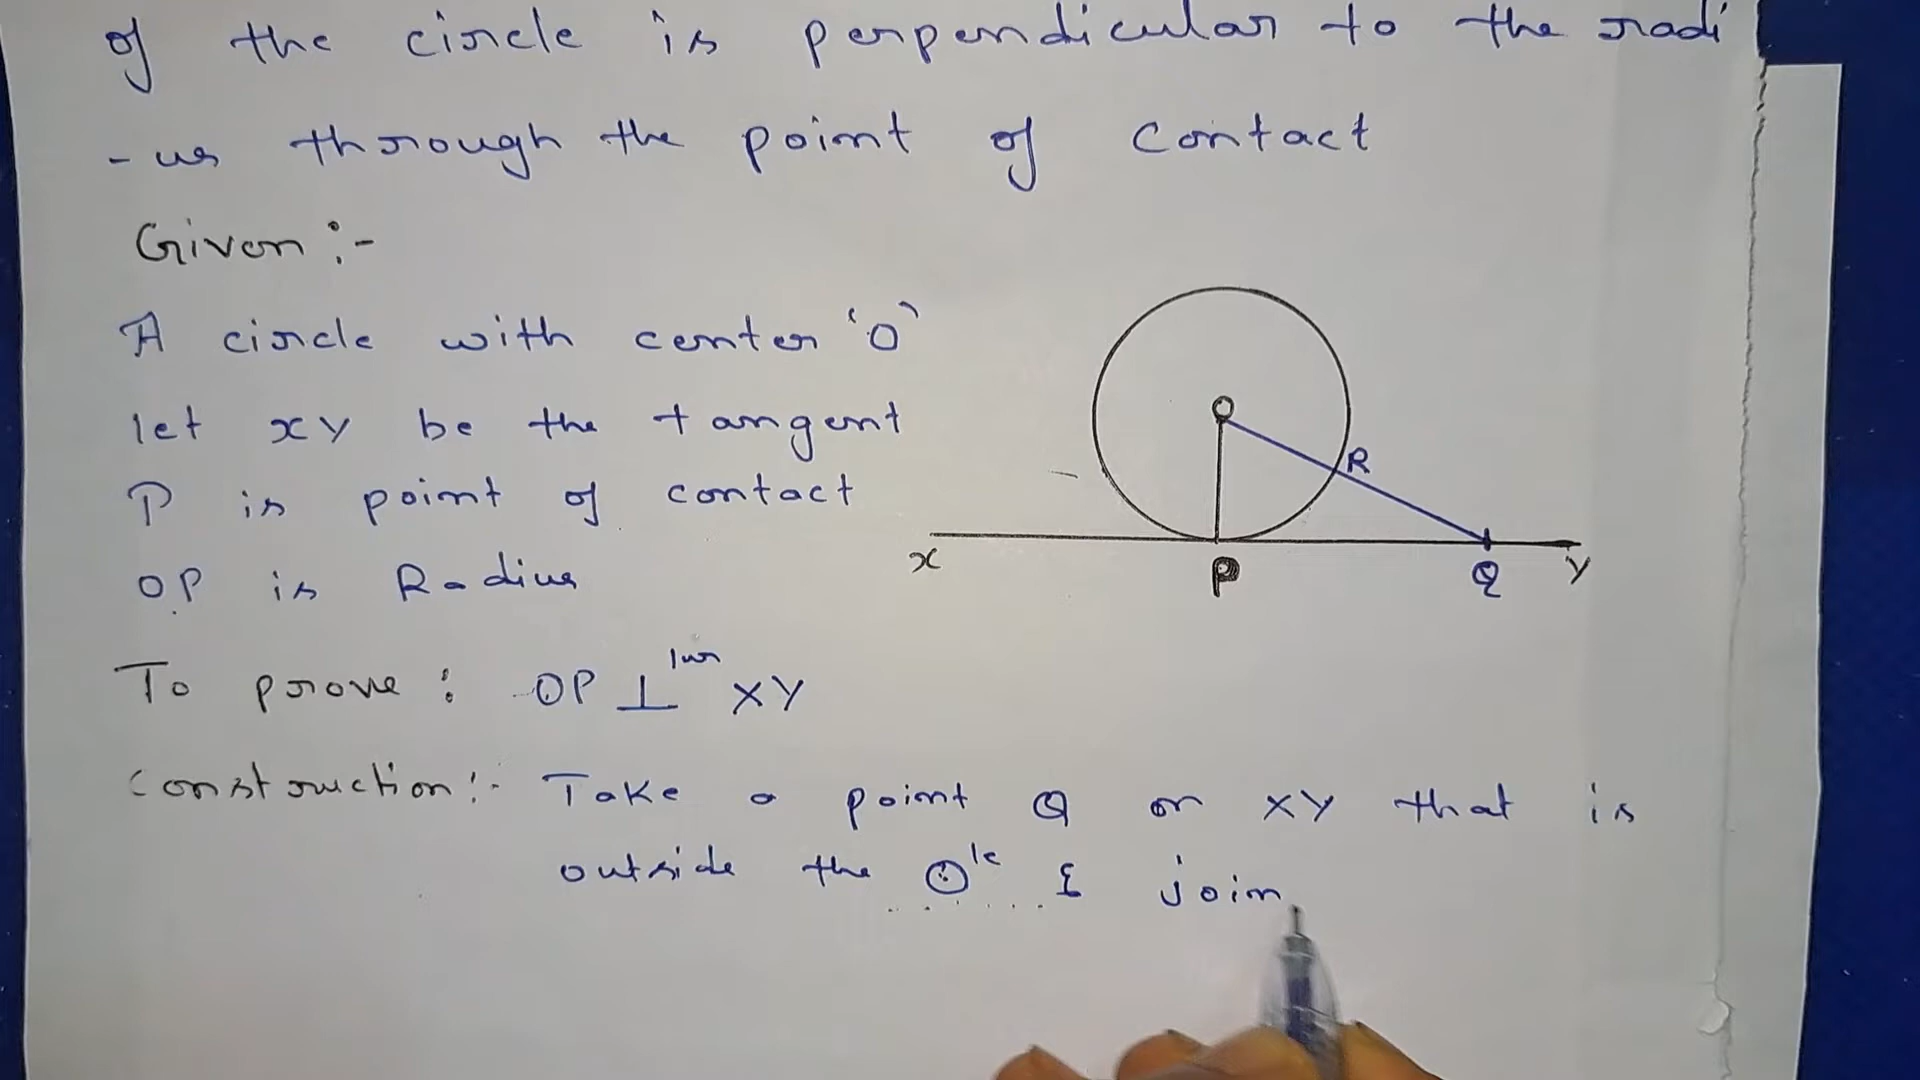 of the circle is perpendicular to the radi
-us through the point of contact
Given :-
A circle with center 'O'
let xy be the tangent
P is point of contact
OP is Radius
O
R
x
P
Q
y
To prove : OP ⊥lur XY
construction:- Take a point Q on XY that is
outside the ⊙le & join